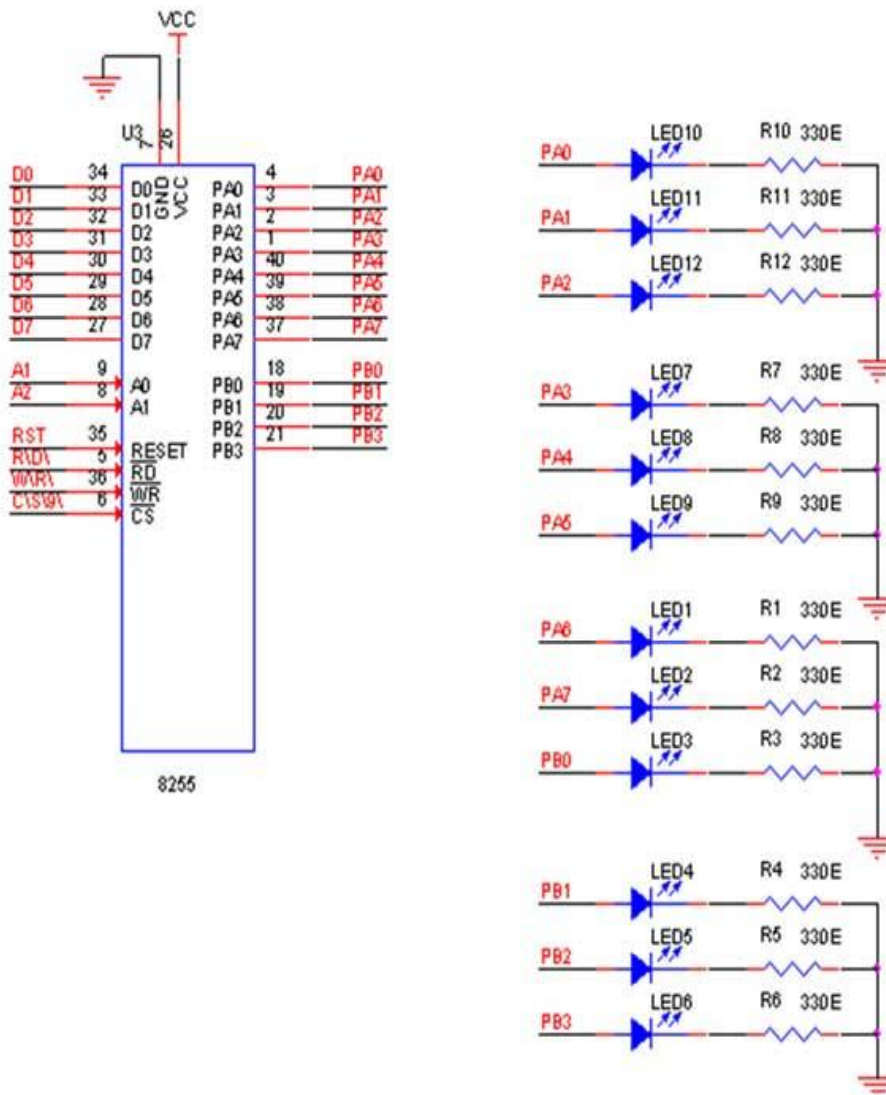 VCC
U3
7
26
D0 34 D0 GND VCC PA0 4 PA0
D1 33 D1 PA1 3 PA1
D2 32 D2 PA2 2 PA2
D3 31 D3 PA3 1 PA3
D4 30 D4 PA4 40 PA4
D5 29 D5 PA5 39 PA5
D6 28 D6 PA6 38 PA6
D7 27 D7 PA7 37 PA7
A1 9 A0 PB0 18 PB0
A2 8 A1 PB1 19 PB1
PB2 20 PB2
RST 35 RESET PB3 21 PB3
R\D\ 5 RD
W\R\ 36 WR
C\S\9\ 6 CS
8255
PA0 LED10 R10 330E
PA1 LED11 R11 330E
PA2 LED12 R12 330E
PA3 LED7 R7 330E
PA4 LED8 R8 330E
PA5 LED9 R9 330E
PA6 LED1 R1 330E
PA7 LED2 R2 330E
PB0 LED3 R3 330E
PB1 LED4 R4 330E
PB2 LED5 R5 330E
PB3 LED6 R6 330E